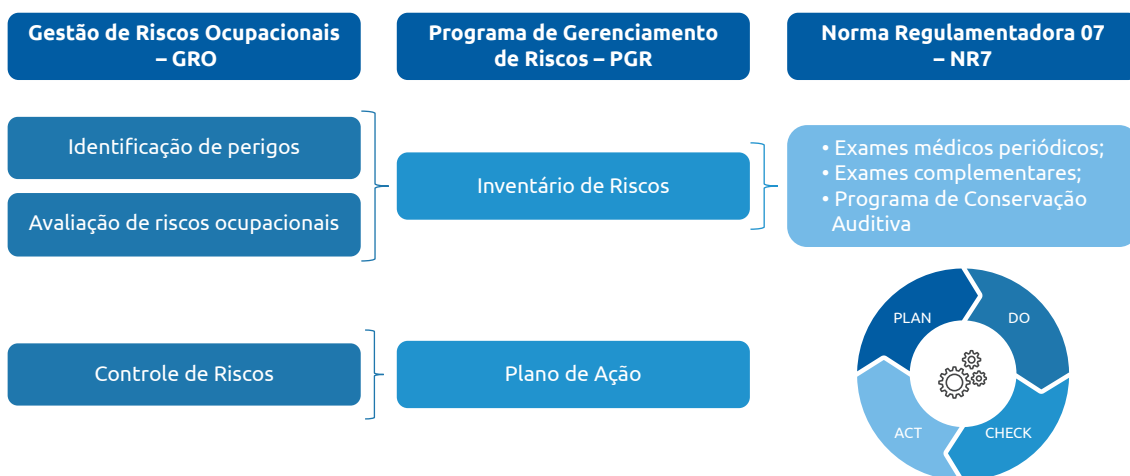 Gestão de Riscos Ocupacionais
– GRO
Programa de Gerenciamento
de Riscos – PGR
Norma Regulamentadora 07
– NR7
Identificação de perigos
Avaliação de riscos ocupacionais
Inventário de Riscos
• Exames médicos periódicos;
• Exames complementares;
• Programa de Conservação
Auditiva
Controle de Riscos
Plano de Ação
PLAN
DO
ACT
CHECK